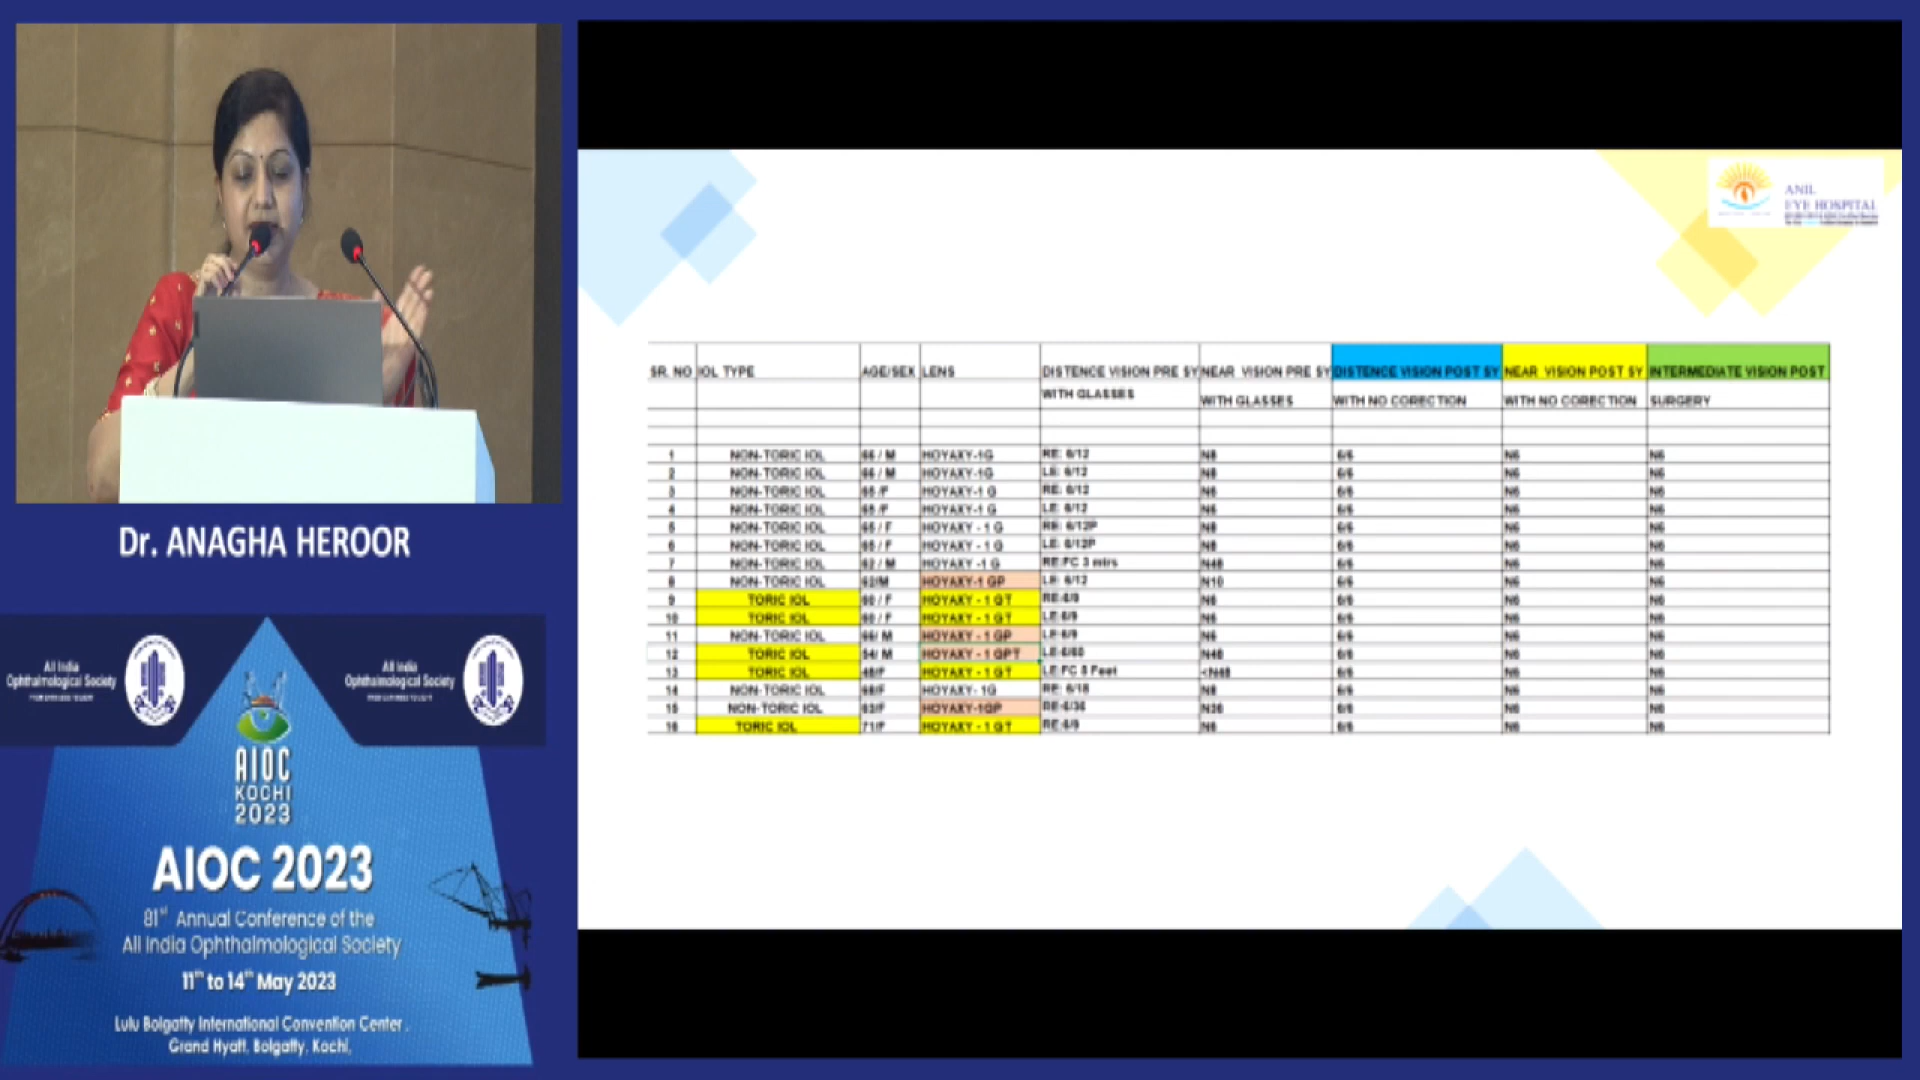 Dr. ANAGHA HEROOR
All India
Ophthalmological Society
All India
Ophthalmological Society
AIOC
KOCHI
2023
AIOC 2023
81st Annual Conference of the
All India Ophthalmological Society
11th to 14th May 2023
Lulu Bolgatty International Convention Center .
Grand Hyatt, Bolgatty, Kochi,
ANIL
EYE HOSPITAL
SR. NO IOL TYPE AGE/SEX LENS DISTENCE VISION PRE SY NEAR VISION PRE SY DISTENCE VISION POST SY NEAR VISION POST SY INTERMEDIATE VISION POST
WITH GLASSES WITH GLASSES WITH NO CORECTION WITH NO CORECTION SURGERY
1 NON-TORIC IOL 66 / M HOYAXY-1G RE: 6/12 N8 6/6 N6 N6
2 NON-TORIC IOL 66 / M HOYAXY-1G LE: 6/12 N8 6/6 N6 N6
3 NON-TORIC IOL 65 /F HOYAXY-1 G RE: 6/12 N6 6/6 N6 N6
4 NON-TORIC IOL 65 /F HOYAXY-1 G LE: 6/12 N6 6/6 N6 N6
5 NON-TORIC IOL 65 / F HOYAXY - 1 G RE: 6/12P N8 6/6 N6 N6
6 NON-TORIC IOL 65 / F HOYAXY - 1 G LE: 6/12P N8 6/6 N6 N6
7 NON-TORIC IOL 62 / M HOYAXY -1 G RE:FC 3 mtrs N48 6/6 N6 N6
8 NON-TORIC IOL 62/M HOYAXY-1 GP LE: 6/12 N10 6/6 N6 N6
9 TORIC IOL 60 / F HOYAXY - 1 GT RE:6/9 N6 6/6 N6 N6
10 TORIC IOL 60 / F HOYAXY - 1 GT LE:6/9 N6 6/6 N6 N6
11 NON-TORIC IOL 66/ M HOYAXY - 1 GP LE:6/9 N6 6/6 N6 N6
12 TORIC IOL 54/ M HOYAXY - 1 GPT LE:6/60 N48 6/6 N6 N6
13 TORIC IOL 48/F HOYAXY - 1 GT LE:FC 5 Feet <N48 6/6 N6 N6
14 NON-TORIC IOL 68/F HOYAXY- 1G RE: 6/18 N8 6/6 N6 N6
15 NON-TORIC IOL 63/F HOYAXY-1GP RE:6/36 N36 6/6 N6 N6
16 TORIC IOL 71/F HOYAXY - 1 GT RE:6/9 N6 6/6 N6 N6